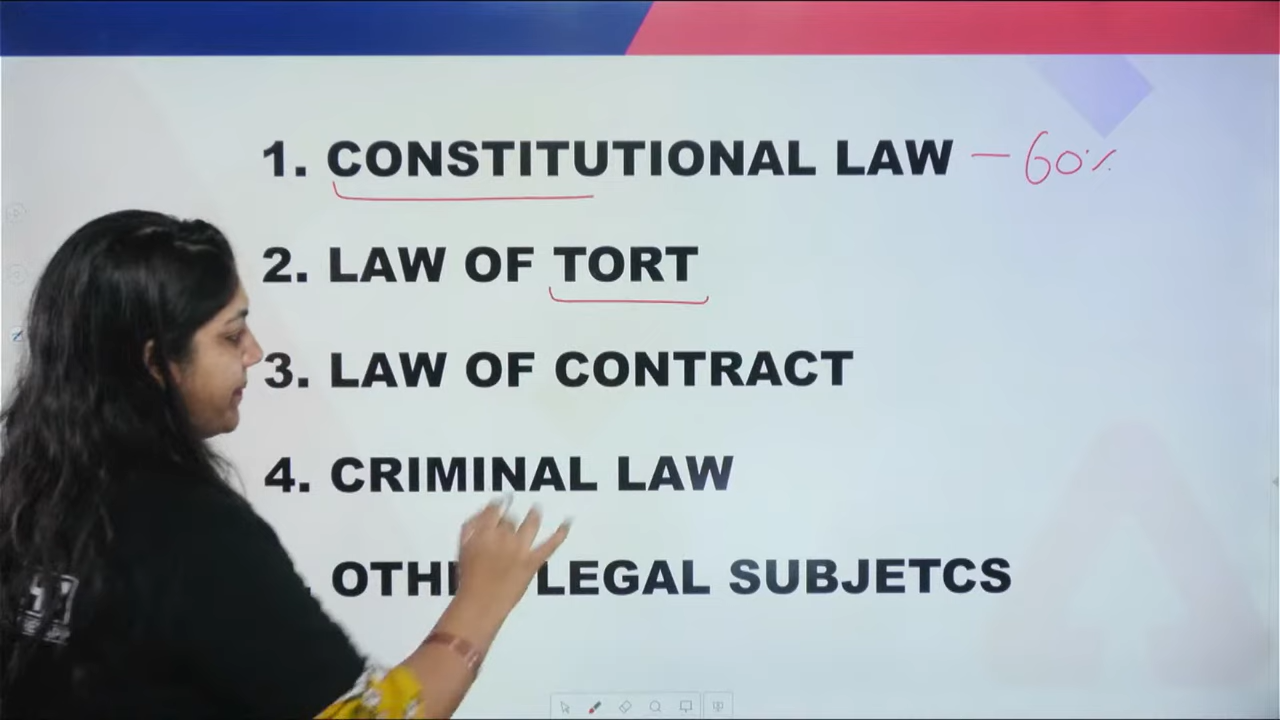 1. CONSTITUTIONAL LAW — 60%
2. LAW OF TORT
3. LAW OF CONTRACT
4. CRIMINAL LAW
LEGAL SUBJETCS